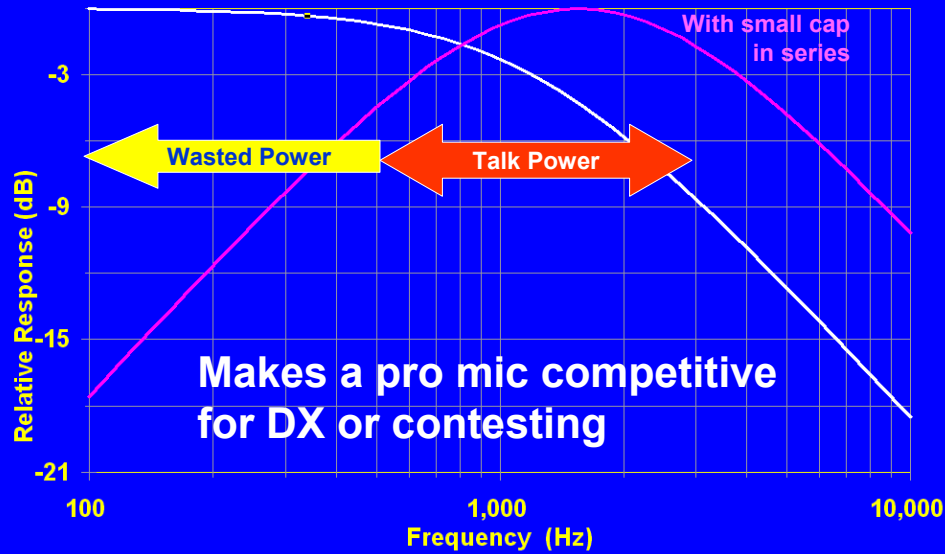 With small cap
in series
-3
Wasted Power
Talk Power
-9
Relative Response (dB)
-15
Makes a pro mic competitive
for DX or contesting
-21
100
1,000
10,000
Frequency (Hz)